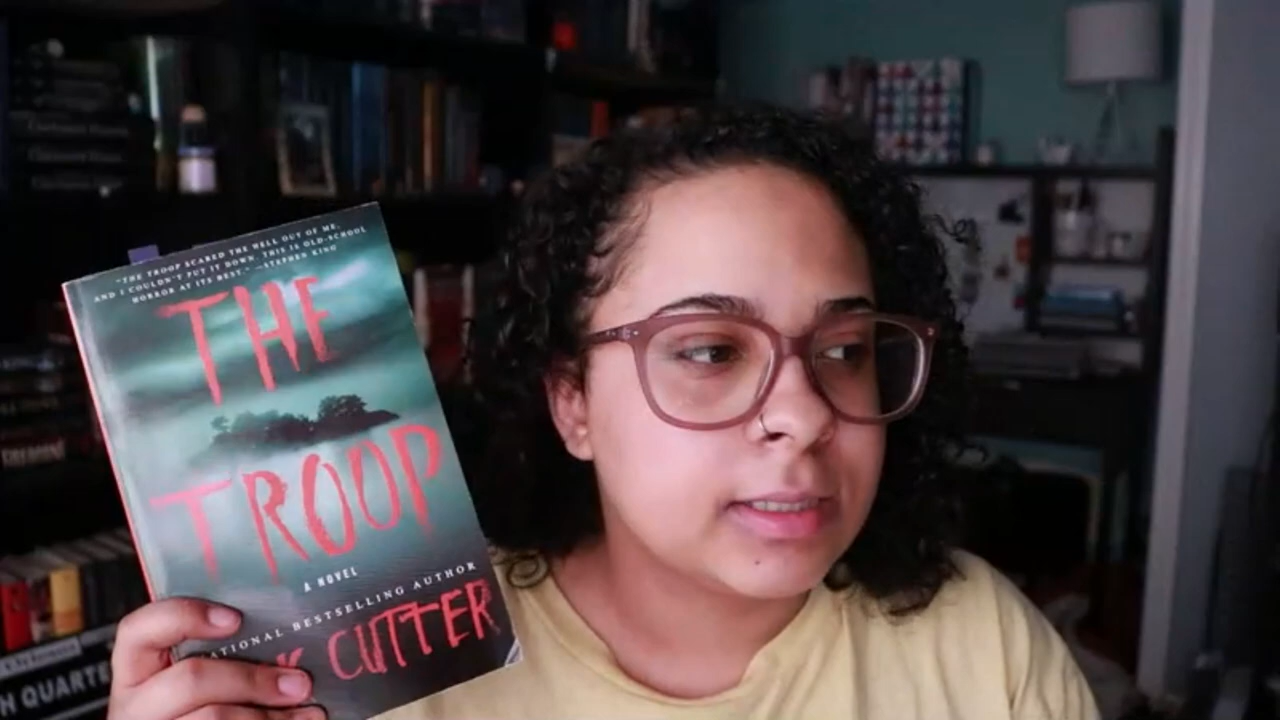 "THE TROOP SCARED THE HELL OUT OF ME,
AND I COULDN'T PUT IT DOWN. THIS IS OLD-SCHOOL
HORROR AT ITS BEST." —STEPHEN KING
THE
TROOP
A NOVEL
NATIONAL BESTSELLING AUTHOR
K CUTTER
H QUARTE